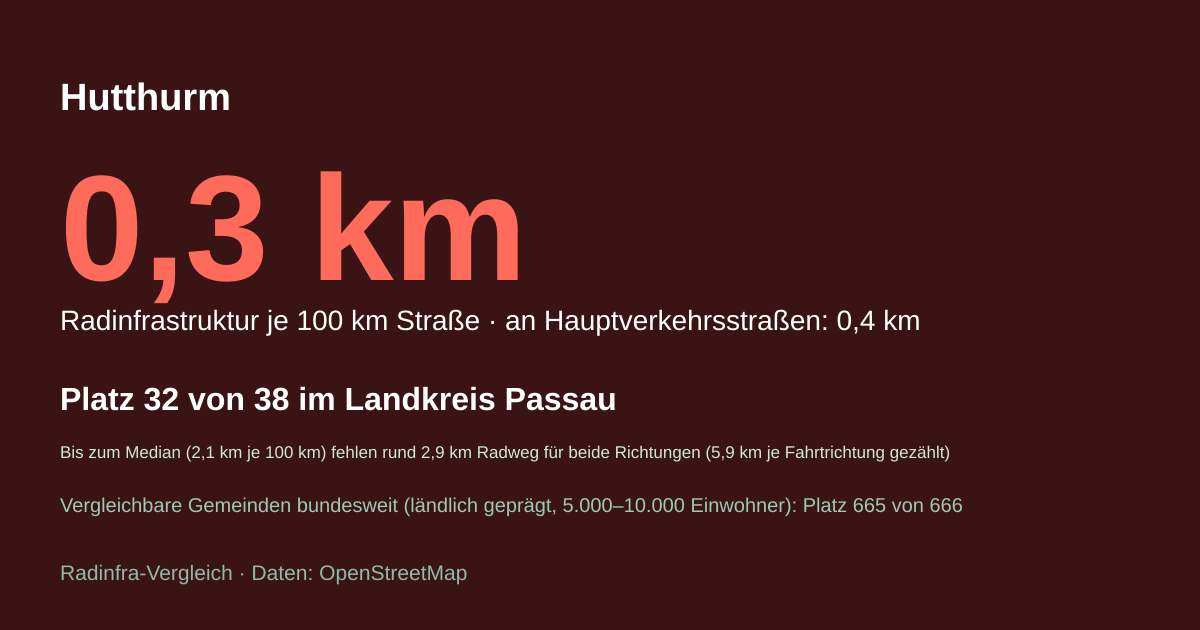 Hutthurm
0,3 km
Radinfrastruktur je 100 km Straße · an Hauptverkehrsstraßen: 0,4 km
Platz 32 von 38 im Landkreis Passau
Bis zum Median (2,1 km je 100 km) fehlen rund 2,9 km Radweg für beide Richtungen (5,9 km je Fahrtrichtung gezählt)
Vergleichbare Gemeinden bundesweit (ländlich geprägt, 5.000–10.000 Einwohner): Platz 665 von 666
Radinfra-Vergleich · Daten: OpenStreetMap